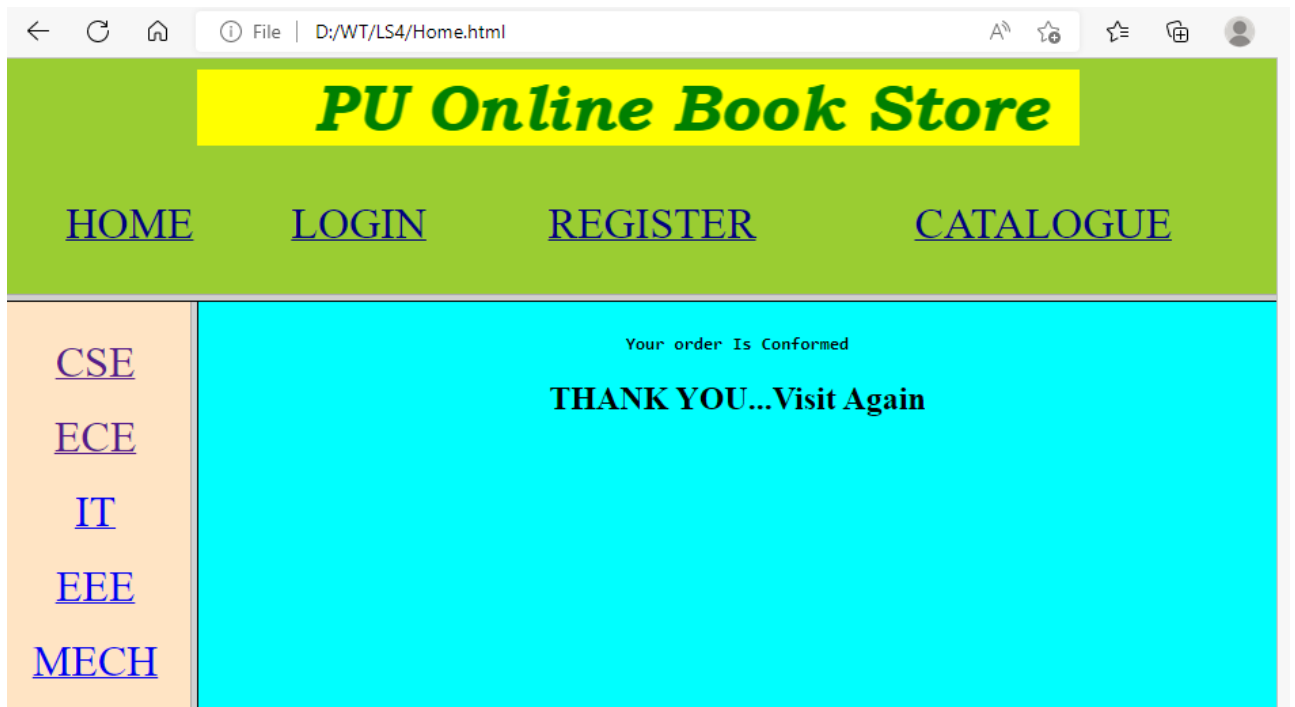 File | D:/WT/LS4/Home.html
PU Online Book Store
HOME LOGIN REGISTER CATALOGUE
CSE
ECE
IT
EEE
MECH
Your order Is Conformed
THANK YOU...Visit Again